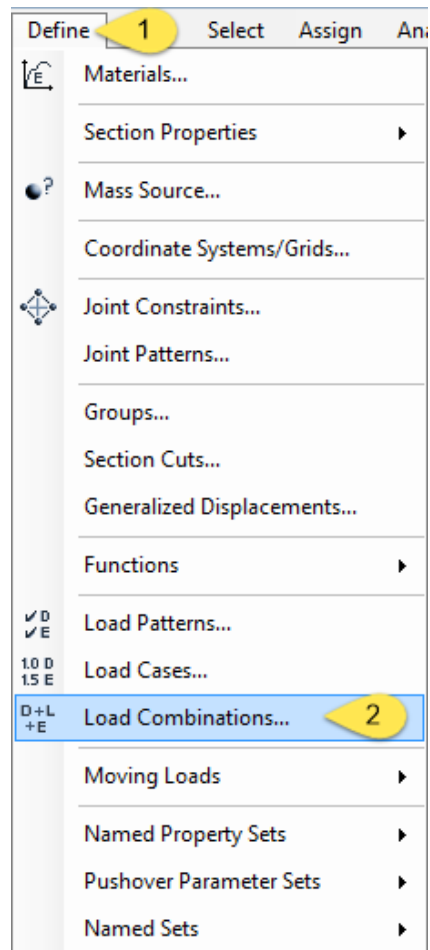 Define 1 Select Assign Ana
E Materials...
Section Properties
? Mass Source...
Coordinate Systems/Grids...
Joint Constraints...
Joint Patterns...
Groups...
Section Cuts...
Generalized Displacements...
Functions
D
E Load Patterns...
1.0 D
1.5 E Load Cases...
D+L
+E Load Combinations... 2
Moving Loads
Named Property Sets
Pushover Parameter Sets
Named Sets